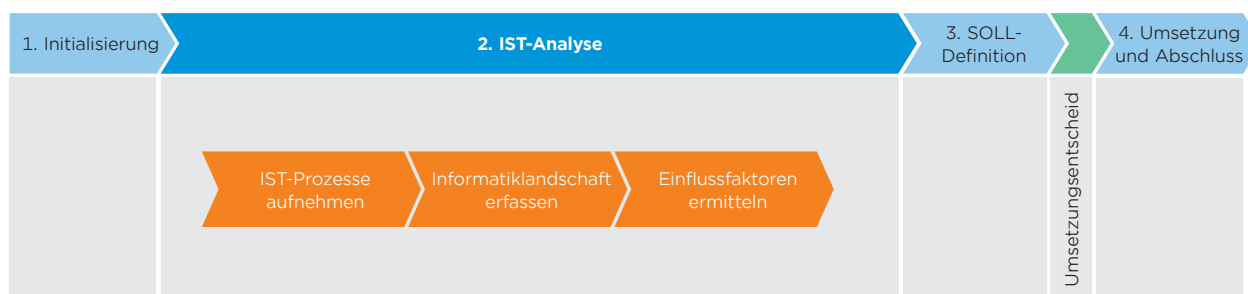 1. Initialisierung
2. IST-Analyse
3. SOLL-
Definition
4. Umsetzung
und Abschluss
IST-Prozesse
aufnehmen
Informatiklandschaft
erfassen
Einflussfaktoren
ermitteln
Umsetzungsentscheid